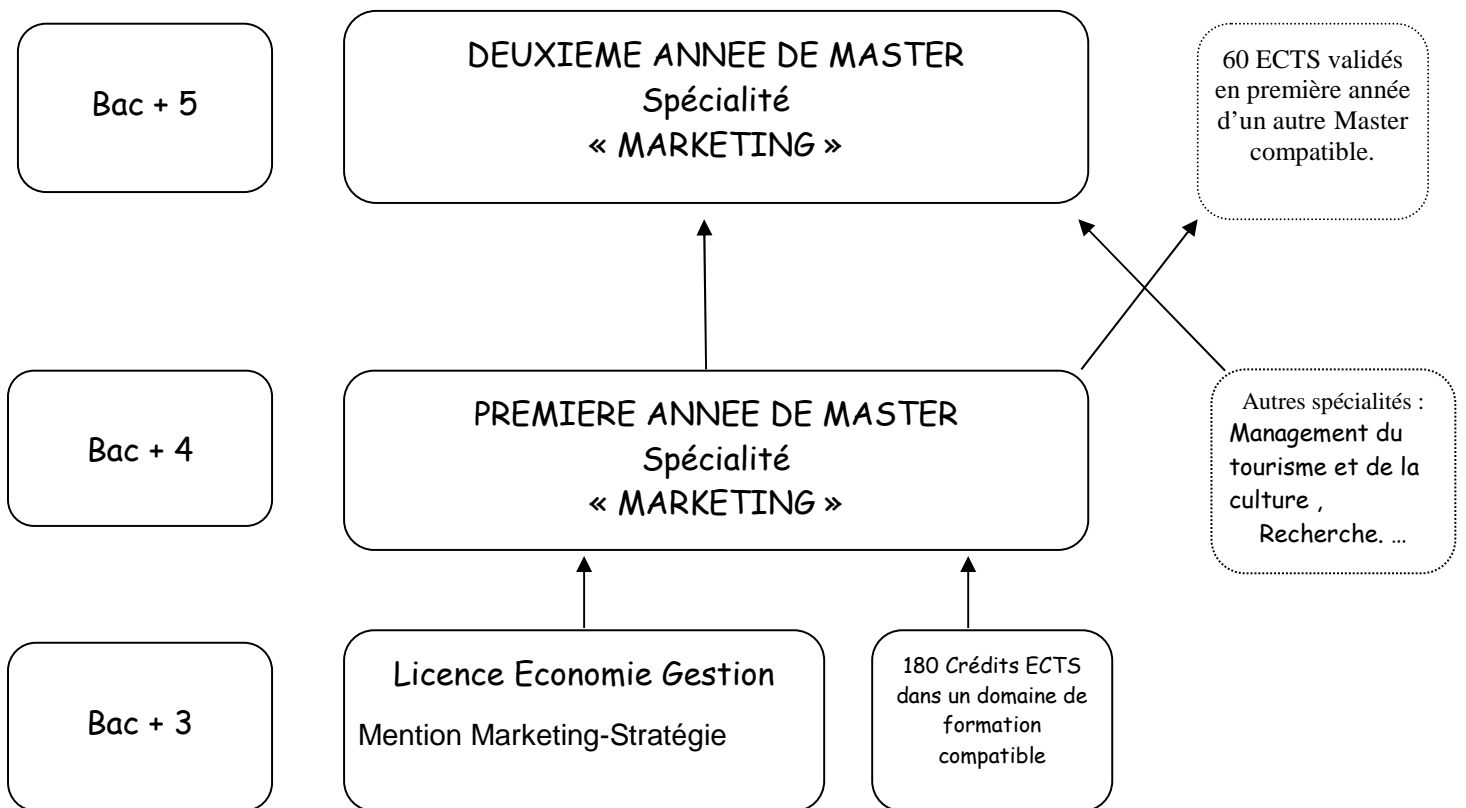 Bac + 5
DEUXIEME ANNEE DE MASTER
Spécialité
« MARKETING »
60 ECTS validés
en première année
d'un autre Master
compatible.
Bac + 4
PREMIERE ANNEE DE MASTER
Spécialité
« MARKETING »
Autres spécialités :
Management du
tourisme et de la
culture ,
Recherche. …
Bac + 3
Licence Economie Gestion
Mention Marketing-Stratégie
180 Crédits ECTS
dans un domaine de
formation
compatible